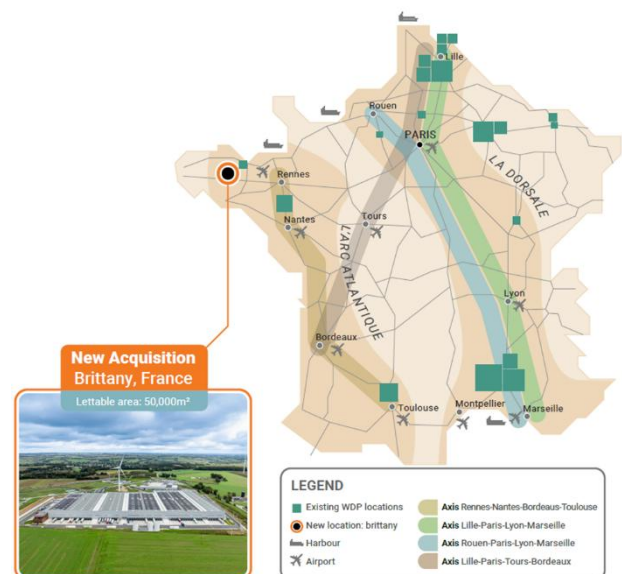 Lille
Rouen
PARIS
LA DORSALE
Rennes
Nantes
Tours
L'ARC ATLANTIQUE
Lyon
Bordeaux
Toulouse
Montpellier
Marseille
New Acquisition
Brittany, France
Lettable area: 50,000m²
LEGEND
Existing WDP locations
New location: brittany
Harbour
Airport
Axis Rennes-Nantes-Bordeaus-Toulouse
Axis Lille-Paris-Lyon-Marseille
Axis Rouen-Paris-Lyon-Marseille
Axis Lille-Paris-Tours-Bordeaux